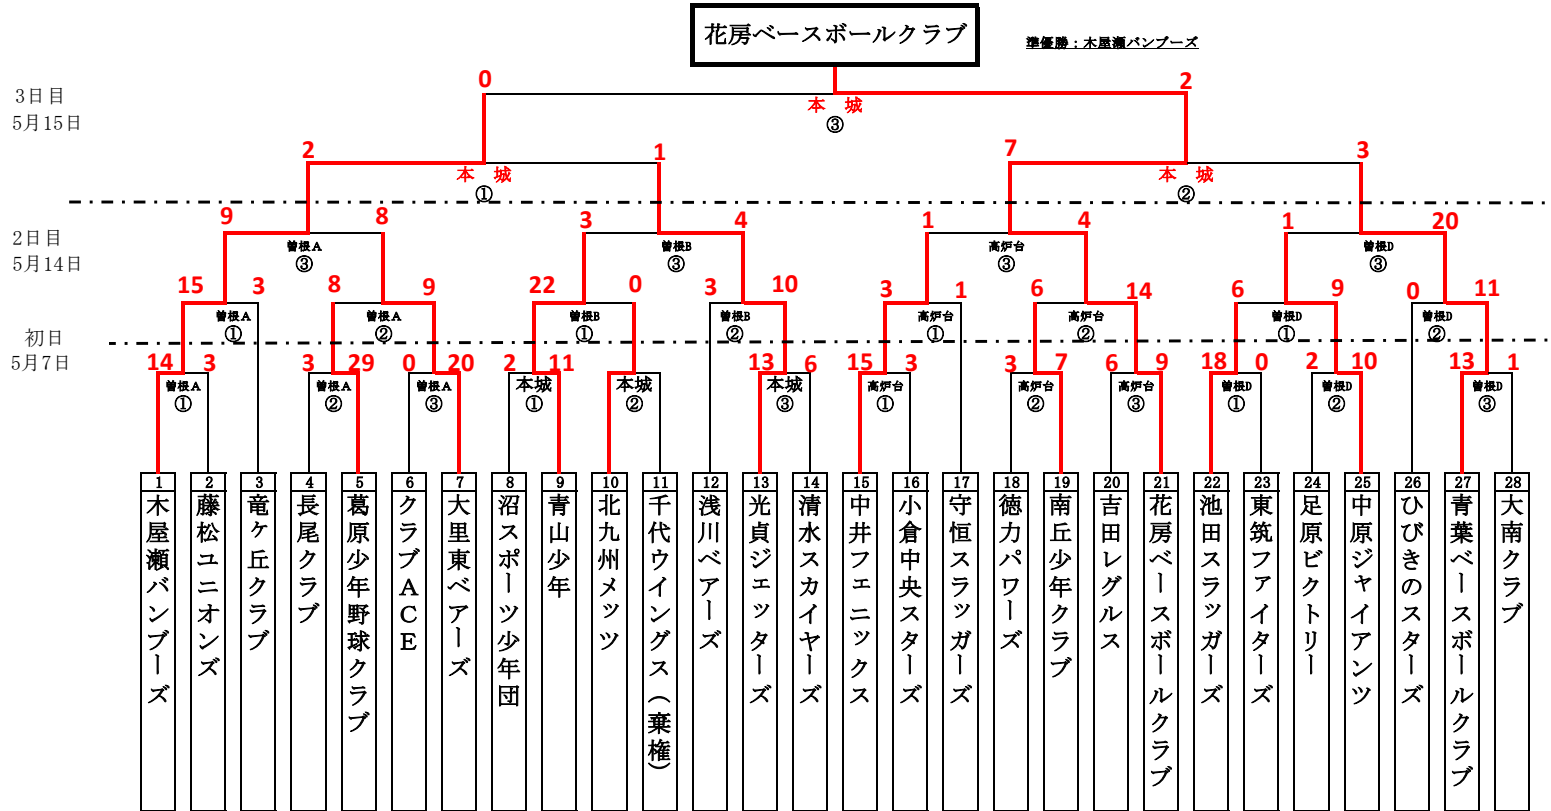 花房ベースボールクラブ
準優勝：木屋瀬バンブーズ
0 2
3日目
本 城
5月15日
③
2 1 7 3
本 城 本 城
① ②
9 8 3 4 1 4 1 20
2日目
曽根A 曽根B 高炉台 曽根D
5月14日
③ ③ ③ ③
15 3 8 9 22 0 3 10 3 1 6 14 6 9 0 11
曽根A 曽根A 曽根B 曽根B 高炉台 高炉台 曽根D 曽根D
① ② ① ② ① ② ① ②
初日
5月7日
14 3 3 29 0 20 2 11 13 6 15 3 3 7 6 9 18 0 2 10 13 1
曽根A 曽根A 曽根A 本城 本城 本城 高炉台 高炉台 高炉台 曽根D 曽根D 曽根D
① ② ③ ① ② ③ ① ② ③ ① ② ③
1 2 3 4 5 6 7 8 9 10 11 12 13 14 15 16 17 18 19 20 21 22 23 24 25 26 27 28
木屋瀬バンブーズ
藤松ユニオンズ
竜ケ丘クラブ
長尾クラブ
葛原少年野球クラブ
クラブACE
大里東ベアーズ
沼スポーツ少年団
青山少年
北九州メッツ
千代ウイングス（棄権）
浅川ベアーズ
光貞ジェッターズ
清水スカイヤーズ
中井フェニックス
小倉中央スターズ
守恒スラッガーズ
徳力パワーズ
南丘少年クラブ
吉田レグルス
花房ベースボールクラブ
池田スラッガーズ
東筑ファイターズ
足原ビクトリー
中原ジャイアンツ
ひびきのスターズ
青葉ベースボールクラブ
大南クラブ